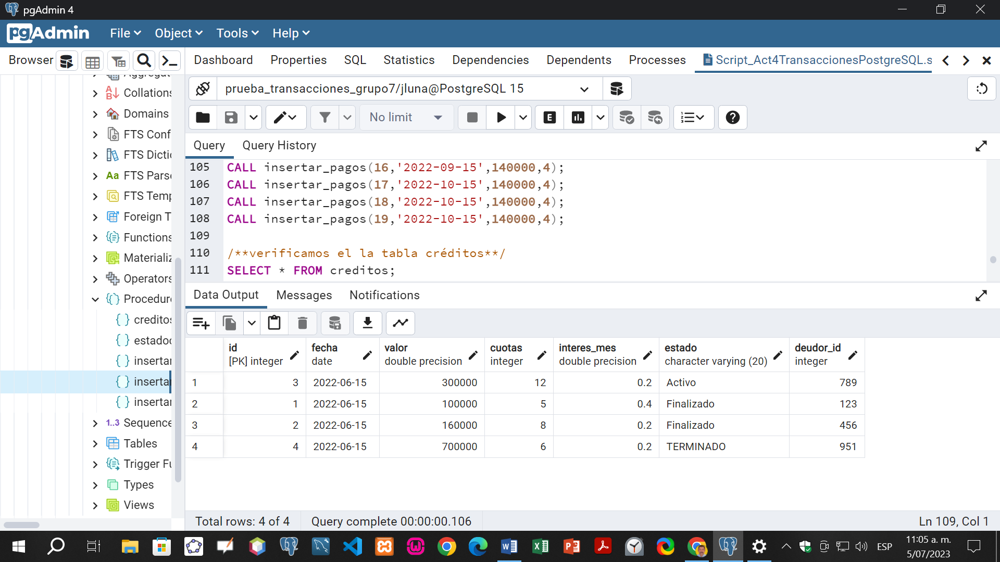 pgAdmin 4
pgAdmin File Object Tools Help
Browser Dashboard Properties SQL Statistics Dependencies Dependents Processes Script_Act4TransaccionesPostgreSQL.s
Collations
Domains
FTS Conf
FTS Dictio
FTS Parse
FTS Temp
Foreign T
Functions
Materializ
Operators
Procedure
creditos
estadoc
insertar
insertar
insertar
1..3 Sequence
Tables
Trigger Fu
Types
Views
prueba_transacciones_grupo7/jluna@PostgreSQL 15
No limit
E
Query Query History
105 CALL insertar_pagos(16,'2022-09-15',140000,4);
106 CALL insertar_pagos(17,'2022-10-15',140000,4);
107 CALL insertar_pagos(18,'2022-10-15',140000,4);
108 CALL insertar_pagos(19,'2022-10-15',140000,4);
109
110 /**verificamos el la tabla créditos**/
111 SELECT * FROM creditos;
Data Output Messages Notifications
id fecha valor cuotas interes_mes estado deudor_id
[PK] integer date double precision integer double precision character varying (20) integer
1 3 2022-06-15 300000 12 0.2 Activo 789
2 1 2022-06-15 100000 5 0.4 Finalizado 123
3 2 2022-06-15 160000 8 0.2 Finalizado 456
4 4 2022-06-15 700000 6 0.2 TERMINADO 951
Total rows: 4 of 4 Query complete 00:00:00.106 Ln 109, Col 1
ESP 11:05 a. m.
5/07/2023